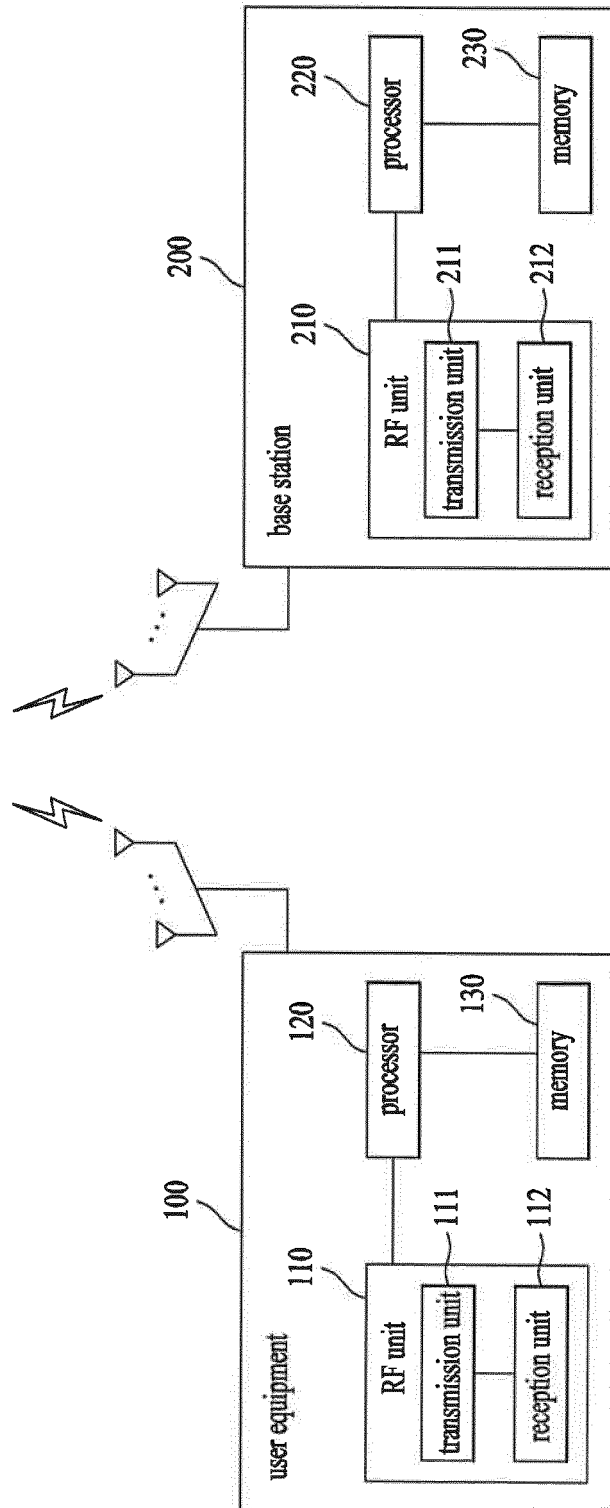 100
user equipment
110
RF unit
transmission unit
111
reception unit
112
120
processor
130
memory
200
base station
210
RF unit
transmission unit
211
reception unit
212
220
processor
230
memory